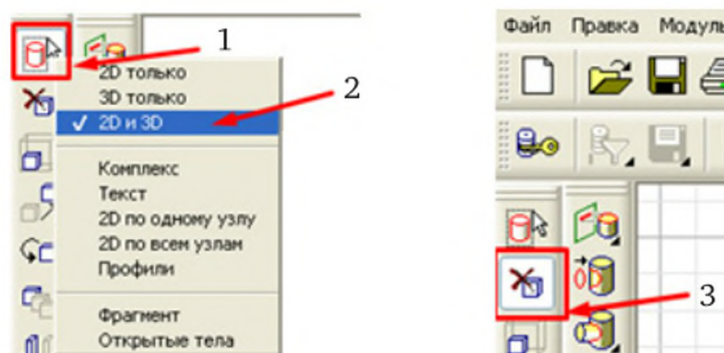 1
2D только
3D только
2
✓ 2D и 3D
Комплекс
Текст
2D по одному узлу
2D по всем узлам
Профили
Фрагмент
Открытые тела
Файл Правка Модуль
3